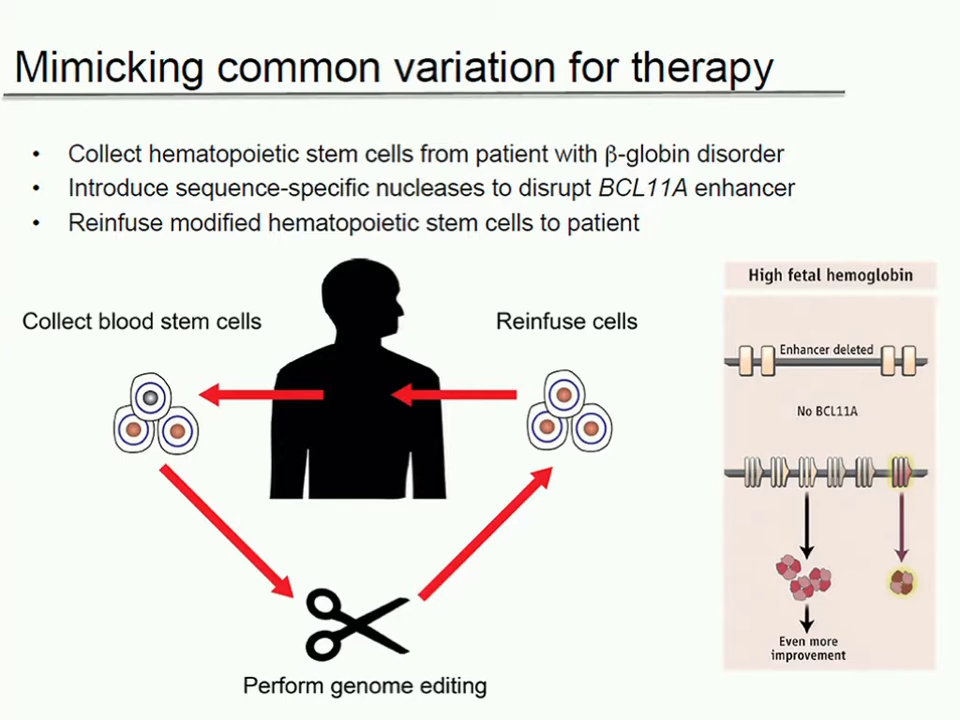 Mimicking common variation for therapy
• Collect hematopoietic stem cells from patient with β-globin disorder
• Introduce sequence-specific nucleases to disrupt BCL11A enhancer
• Reinfuse modified hematopoietic stem cells to patient
Collect blood stem cells
Reinfuse cells
Perform genome editing
High fetal hemoglobin
Enhancer deleted
No BCL11A
Even more
improvement